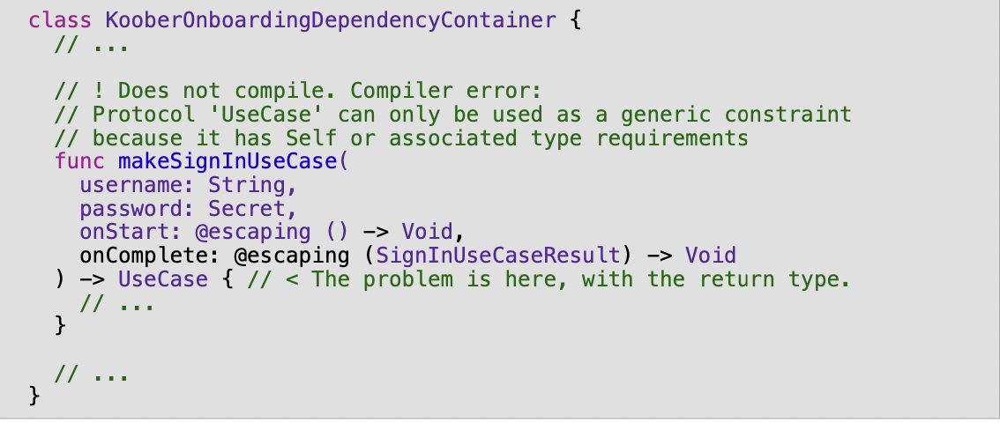 class KooberOnboardingDependencyContainer {
  // ...

  // ! Does not compile. Compiler error:
  // Protocol 'UseCase' can only be used as a generic constraint
  // because it has Self or associated type requirements
  func makeSignInUseCase(
    username: String,
    password: Secret,
    onStart: @escaping () -> Void,
    onComplete: @escaping (SignInUseCaseResult) -> Void
  ) -> UseCase { // < The problem is here, with the return type.
    // ...
  }

  // ...
}